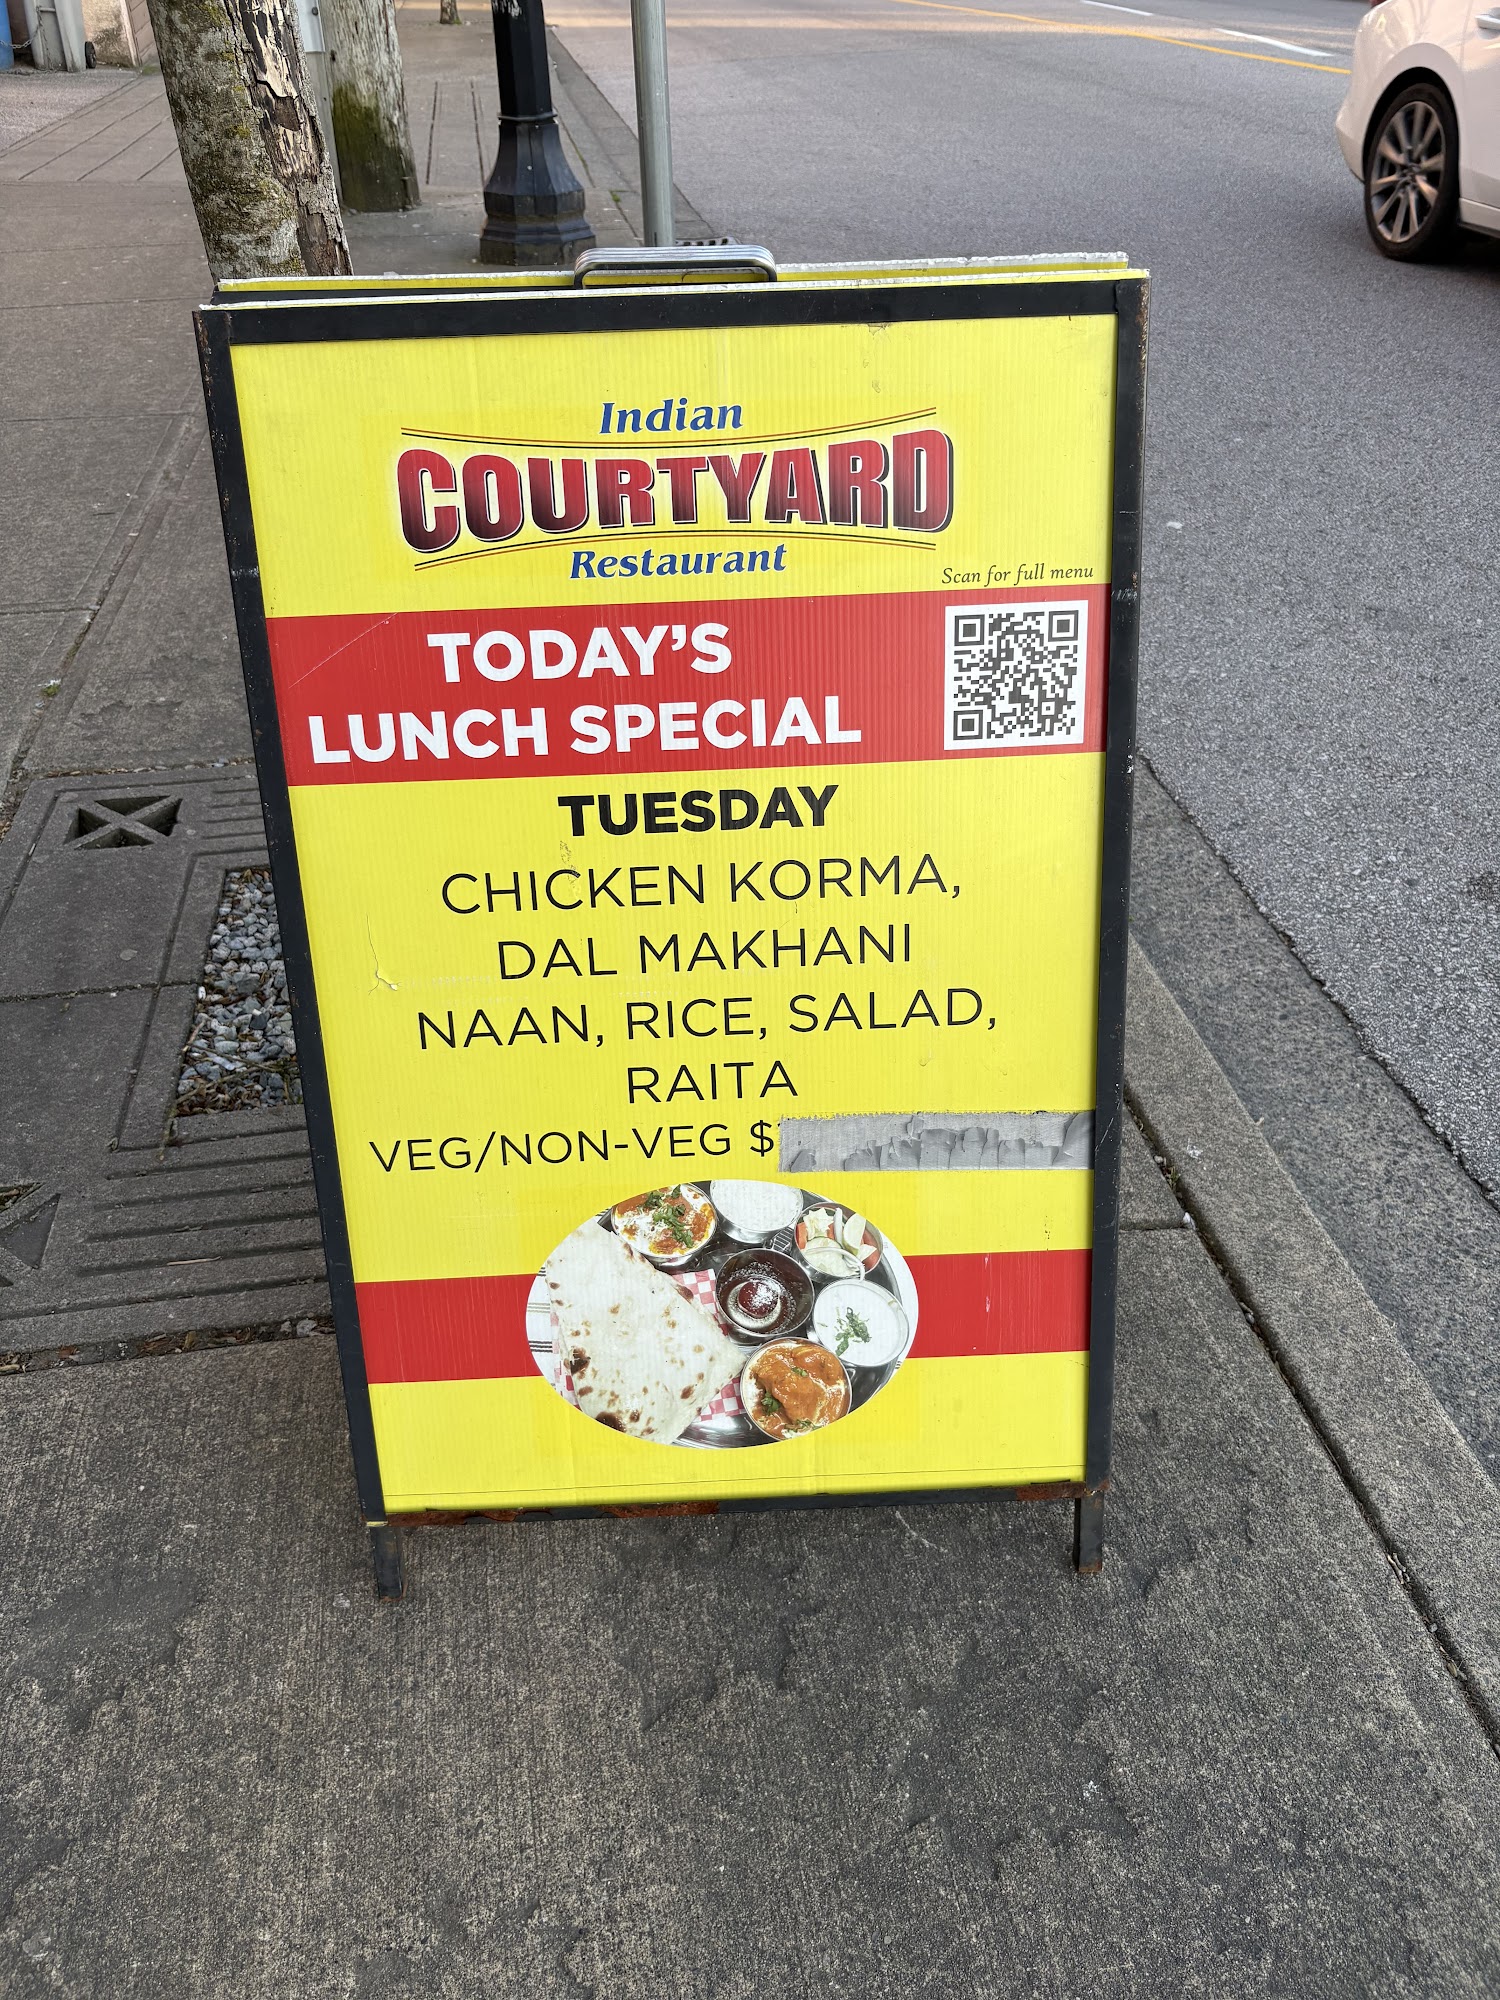 Indian
COURTYARD
Restaurant
Scan for full menu
TODAY'S
LUNCH SPECIAL
TUESDAY
CHICKEN KORMA,
DAL MAKHANI
NAAN, RICE, SALAD,
RAITA
VEG/NON-VEG $